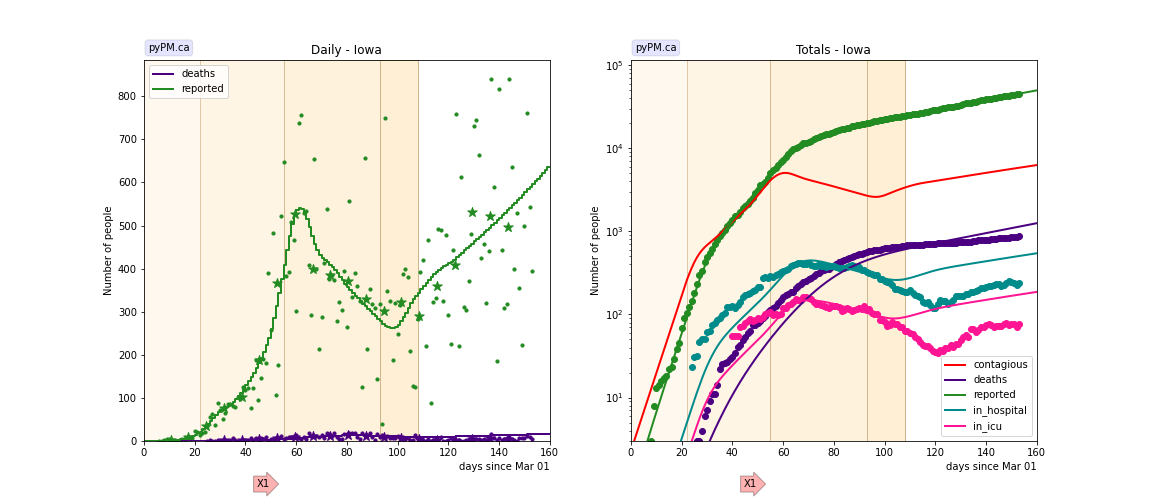 pyPM.ca
Daily - Iowa
deaths
reported
Number of people
800
700
600
500
400
300
200
100
0
0 20 40 60 80 100 120 140 160
days since Mar 01
X1
pyPM.ca
Totals - Iowa
Number of people
10^5
10^4
10^3
10^2
10^1
contagious
deaths
reported
in_hospital
in_icu
0 20 40 60 80 100 120 140 160
days since Mar 01
X1